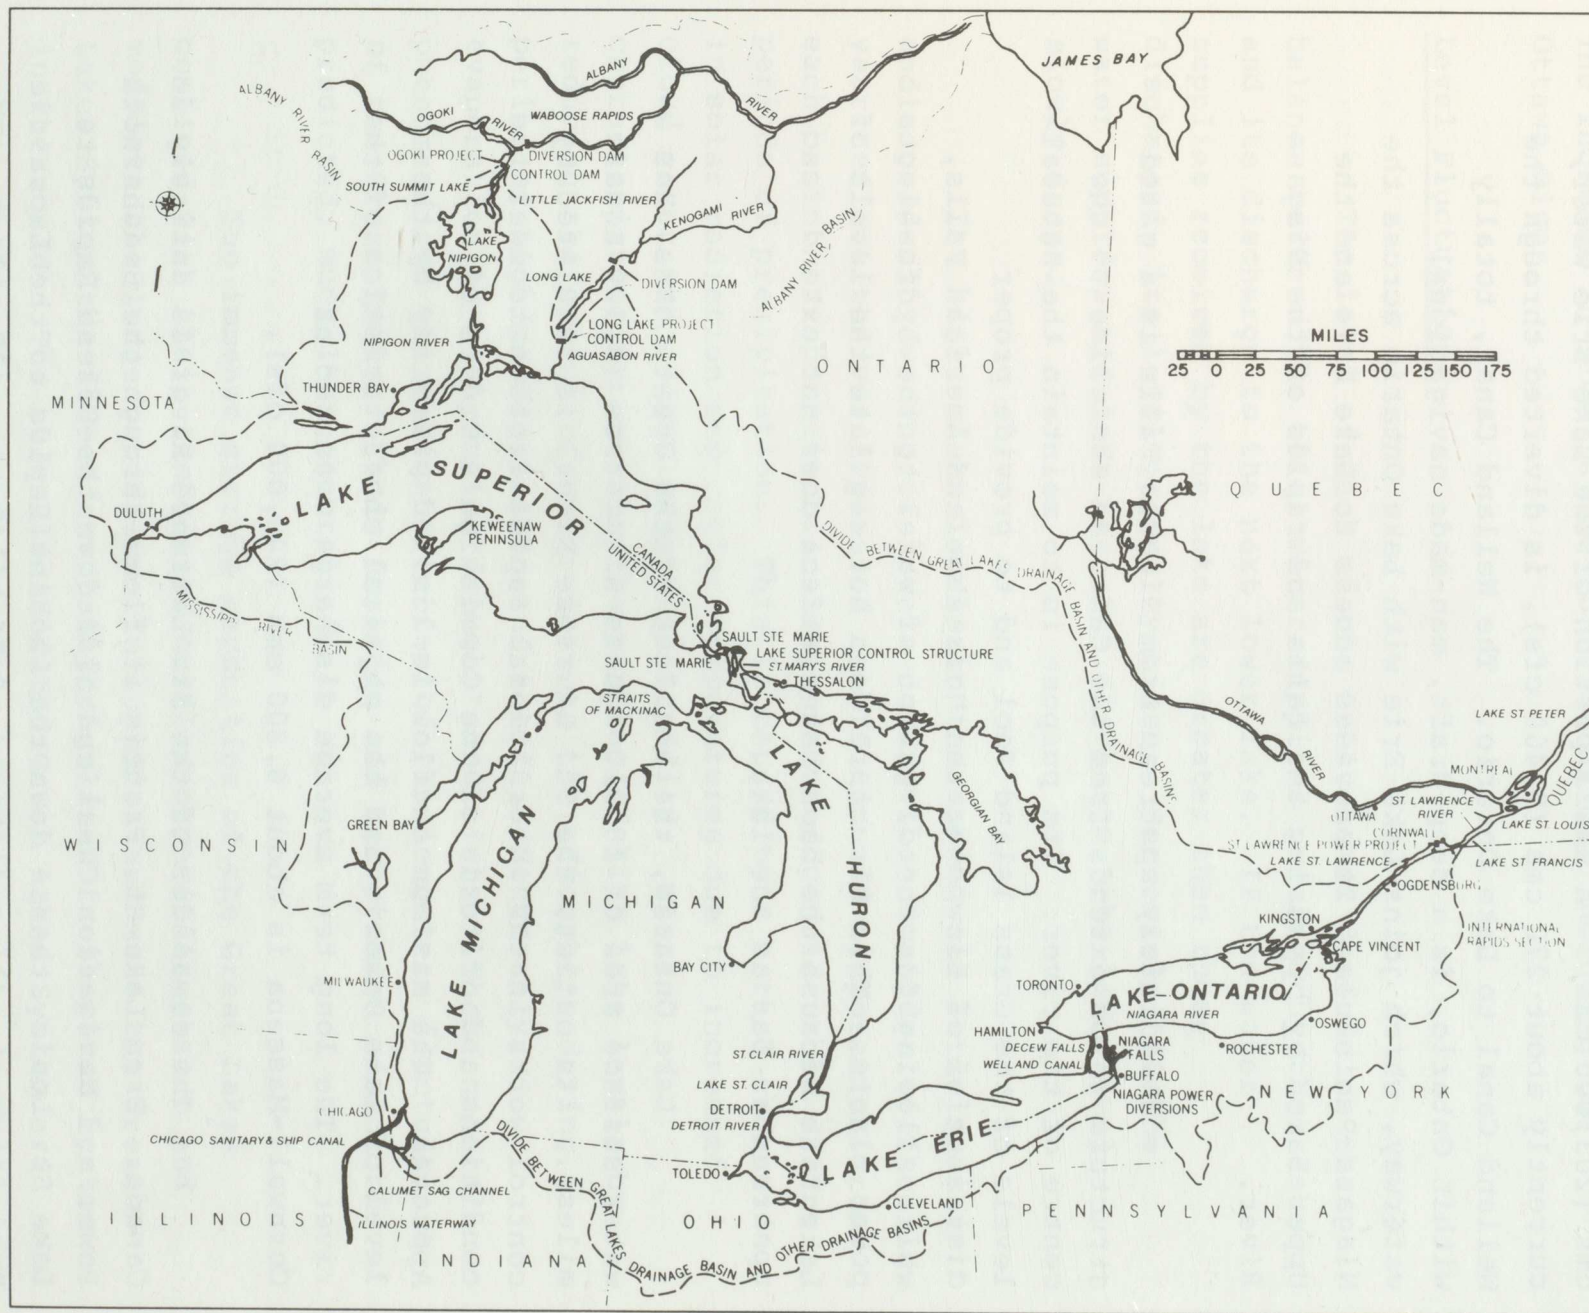 JAMES BAY
ALBANY
RIVER
ALBANY RIVER BASIN
OGOKI
RIVER
WABOOSE RAPIDS
OGOKI PROJECT
DIVERSION DAM
CONTROL DAM
SOUTH SUMMIT LAKE
LITTLE JACKFISH RIVER
KENOGAMI RIVER
LAKE
NIPIGON
ALBANY RIVER BASIN
LONG LAKE
DIVERSION DAM
LONG LAKE PROJECT
CONTROL DAM
NIPIGON RIVER
AGUASABON RIVER
ONTARIO
MILES
25 0 25 50 75 100 125 150 175
THUNDER BAY
MINNESOTA
LAKE SUPERIOR
QUEBEC
DULUTH
KEWEENAW
PENINSULA
CANADA
UNITED STATES
DIVIDE BETWEEN GREAT LAKES DRAINAGE BASIN AND OTHER DRAINAGE BASINS
MISSISSIPPI RIVER BASIN
SAULT STE MARIE
LAKE SUPERIOR CONTROL STRUCTURE
SAULT STE MARIE
ST. MARY'S RIVER
THESSALON
STRAITS
OF MACKINAC
OTTAWA
RIVER
LAKE ST PETER
MONTREAL
QUEBEC
LAKE HURON
GEORGIAN BAY
ST LAWRENCE
RIVER
OTTAWA
LAKE ST LOUIS
CORNWALL
ST LAWRENCE POWER PROJECT
LAKE ST LAWRENCE
LAKE ST FRANCIS
GREEN BAY
WISCONSIN
LAKE MICHIGAN
MICHIGAN
OGDENSBURG
KINGSTON
CAPE VINCENT
INTERNATIONAL
RAPIDS SECTION
BAY CITY
MILWAUKEE
TORONTO
LAKE ONTARIO
NIAGARA RIVER
HAMILTON
OSWEGO
DECEW FALLS
NIAGARA
FALLS
ROCHESTER
WELLAND CANAL
ST CLAIR RIVER
BUFFALO
LAKE ST CLAIR
NIAGARA POWER
DIVERSIONS
NEW YORK
CHICAGO
DETROIT
DETROIT RIVER
CHICAGO SANITARY & SHIP CANAL
LAKE ERIE
TOLEDO
CALUMET SAG CHANNEL
DIVIDE BETWEEN GREAT LAKES DRAINAGE BASIN AND OTHER DRAINAGE BASINS
CLEVELAND
ILLINOIS
ILLINOIS WATERWAY
OHIO
PENNSYLVANIA
INDIANA